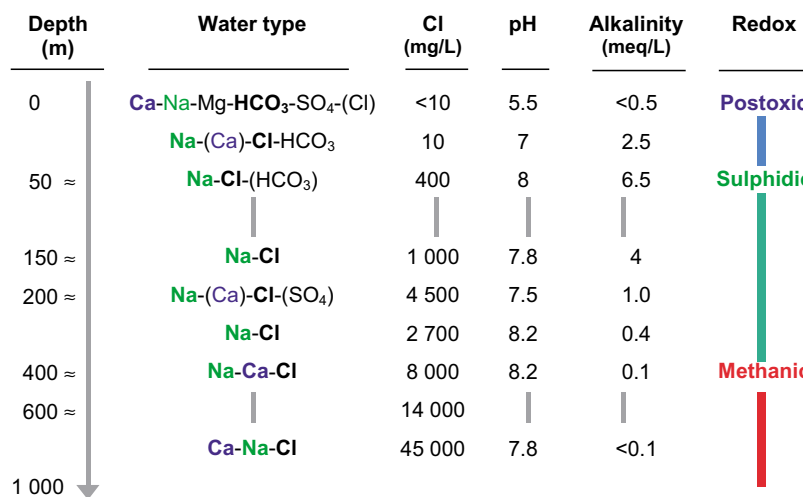 Depth (m) Water type Cl (mg/L) pH Alkalinity (meq/L) Redox
0 Ca-Na-Mg-HCO₃-SO₄-(Cl) <10 5.5 <0.5 Postoxic
Na-(Ca)-Cl-HCO₃ 10 7 2.5
50 ≈ Na-Cl-(HCO₃) 400 8 6.5 Sulphidic
150 ≈ Na-Cl 1 000 7.8 4
200 ≈ Na-(Ca)-Cl-(SO₄) 4 500 7.5 1.0
Na-Cl 2 700 8.2 0.4
400 ≈ Na-Ca-Cl 8 000 8.2 0.1 Methanic
600 ≈ 14 000
Ca-Na-Cl 45 000 7.8 <0.1
1 000